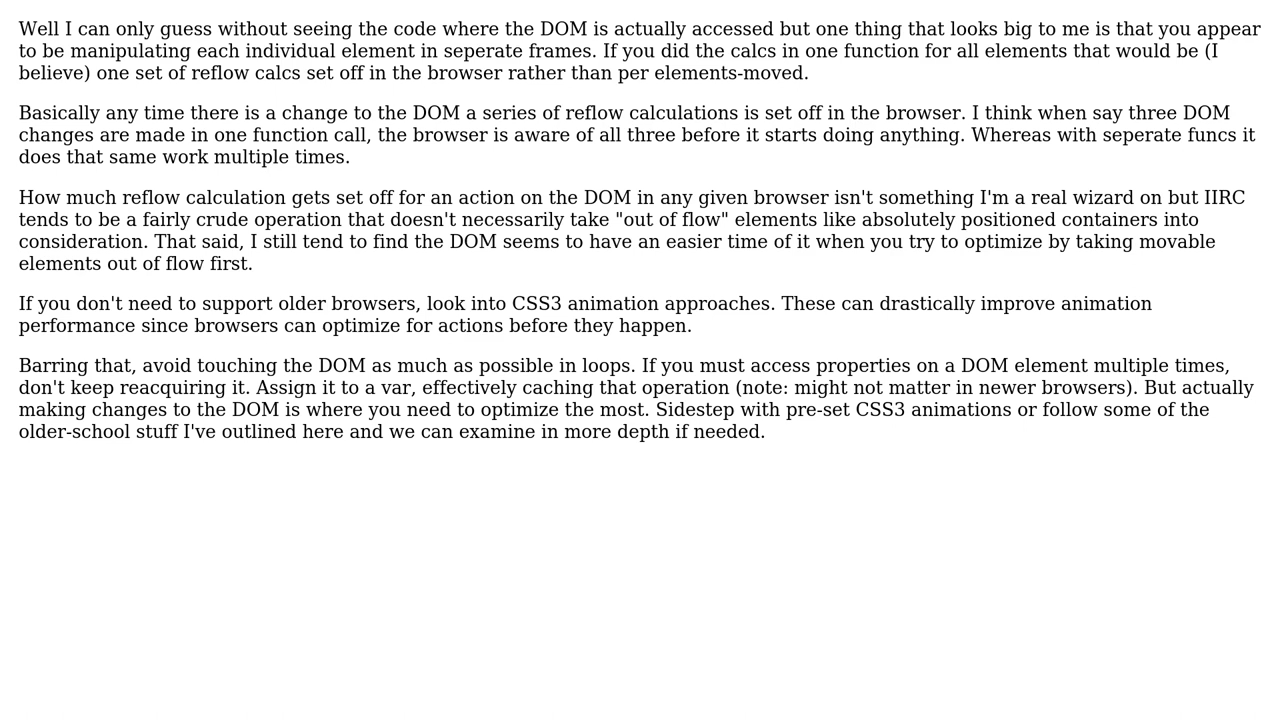 Well I can only guess without seeing the code where the DOM is actually accessed but one thing that looks big to me is that you appear
to be manipulating each individual element in seperate frames. If you did the calcs in one function for all elements that would be (I
believe) one set of reflow calcs set off in the browser rather than per elements-moved.
Basically any time there is a change to the DOM a series of reflow calculations is set off in the browser. I think when say three DOM
changes are made in one function call, the browser is aware of all three before it starts doing anything. Whereas with seperate funcs it
does that same work multiple times.
How much reflow calculation gets set off for an action on the DOM in any given browser isn't something I'm a real wizard on but IIRC
tends to be a fairly crude operation that doesn't necessarily take "out of flow" elements like absolutely positioned containers into
consideration. That said, I still tend to find the DOM seems to have an easier time of it when you try to optimize by taking movable
elements out of flow first.
If you don't need to support older browsers, look into CSS3 animation approaches. These can drastically improve animation
performance since browsers can optimize for actions before they happen.
Barring that, avoid touching the DOM as much as possible in loops. If you must access properties on a DOM element multiple times,
don't keep reacquiring it. Assign it to a var, effectively caching that operation (note: might not matter in newer browsers). But actually
making changes to the DOM is where you need to optimize the most. Sidestep with pre-set CSS3 animations or follow some of the
older-school stuff I've outlined here and we can examine in more depth if needed.